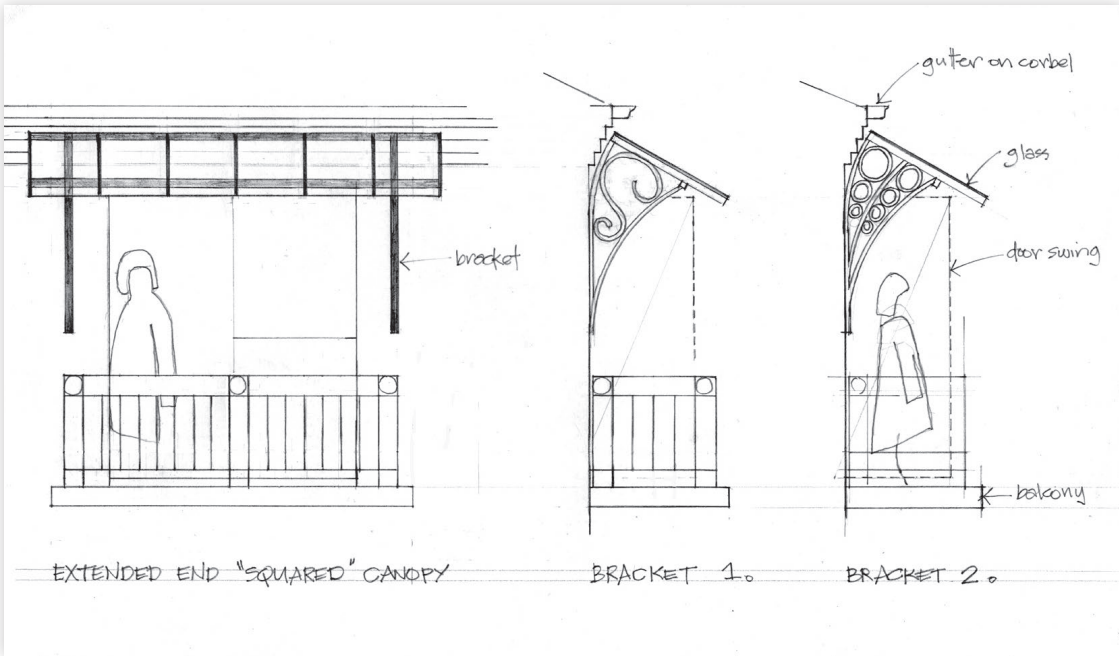 gutter on corbel
glass
bracket
door swing
balcony
EXTENDED END "SQUARED" CANOPY
BRACKET 1.
BRACKET 2.